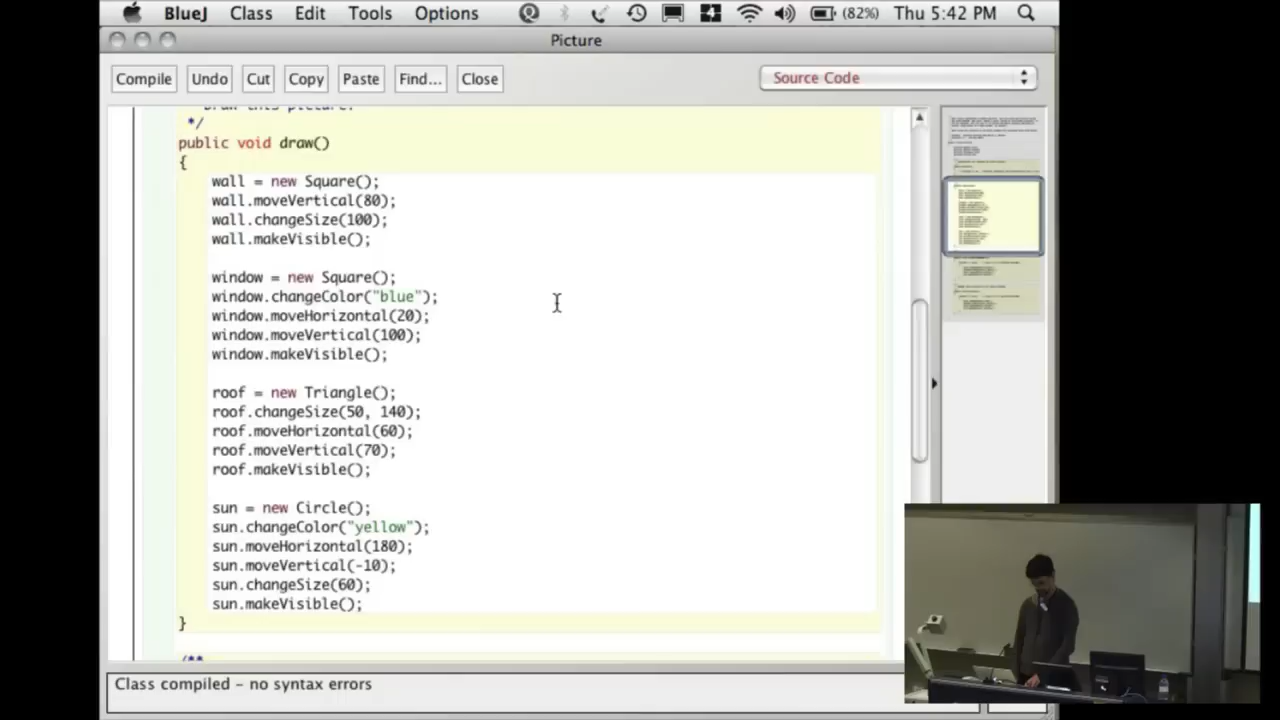 BlueJ Class Edit Tools Options 4 (82%) Thu 5:42 PM
Picture
Compile Undo Cut Copy Paste Find... Close Source Code
Draw this picture.
*/
public void draw()
{
wall = new Square();
wall.moveVertical(80);
wall.changeSize(100);
wall.makeVisible();
window = new Square();
window.changeColor("blue");
window.moveHorizontal(20);
window.moveVertical(100);
window.makeVisible();
roof = new Triangle();
roof.changeSize(50, 140);
roof.moveHorizontal(60);
roof.moveVertical(70);
roof.makeVisible();
sun = new Circle();
sun.changeColor("yellow");
sun.moveHorizontal(180);
sun.moveVertical(-10);
sun.changeSize(60);
sun.makeVisible();
}
/**
Class compiled - no syntax errors